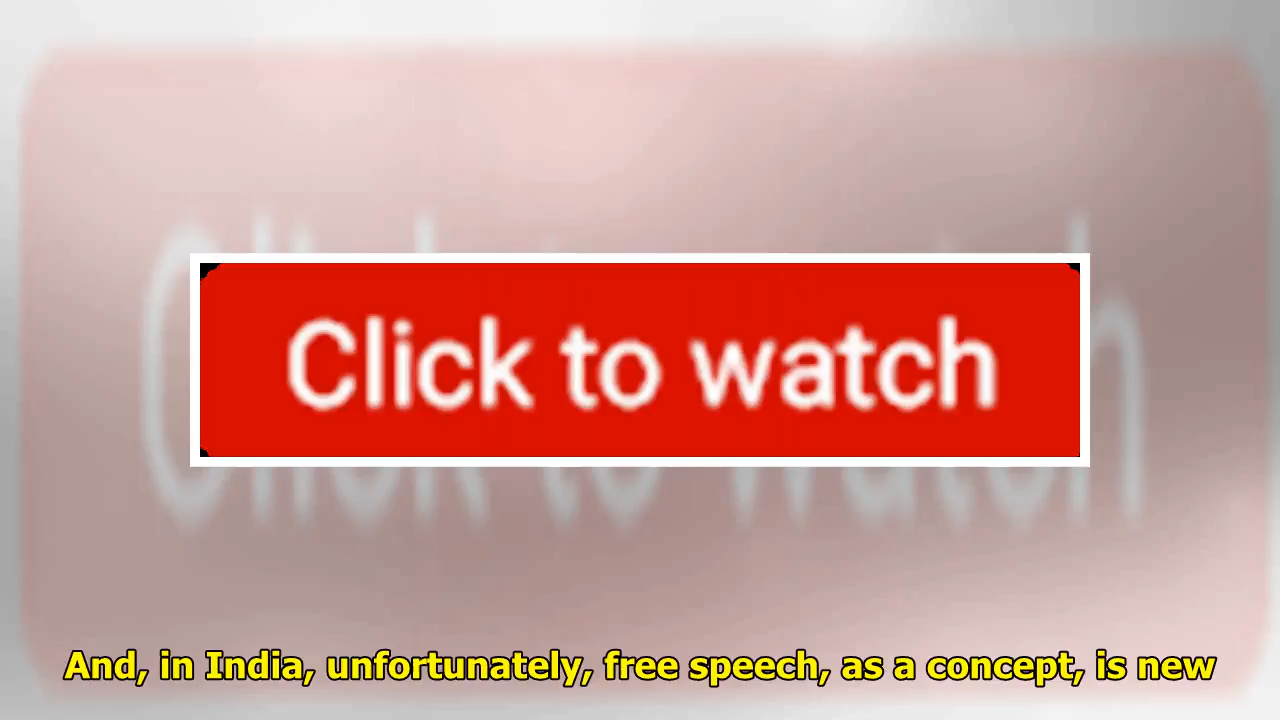 Click to watch
And, in India, unfortunately, free speech, as a concept, is new